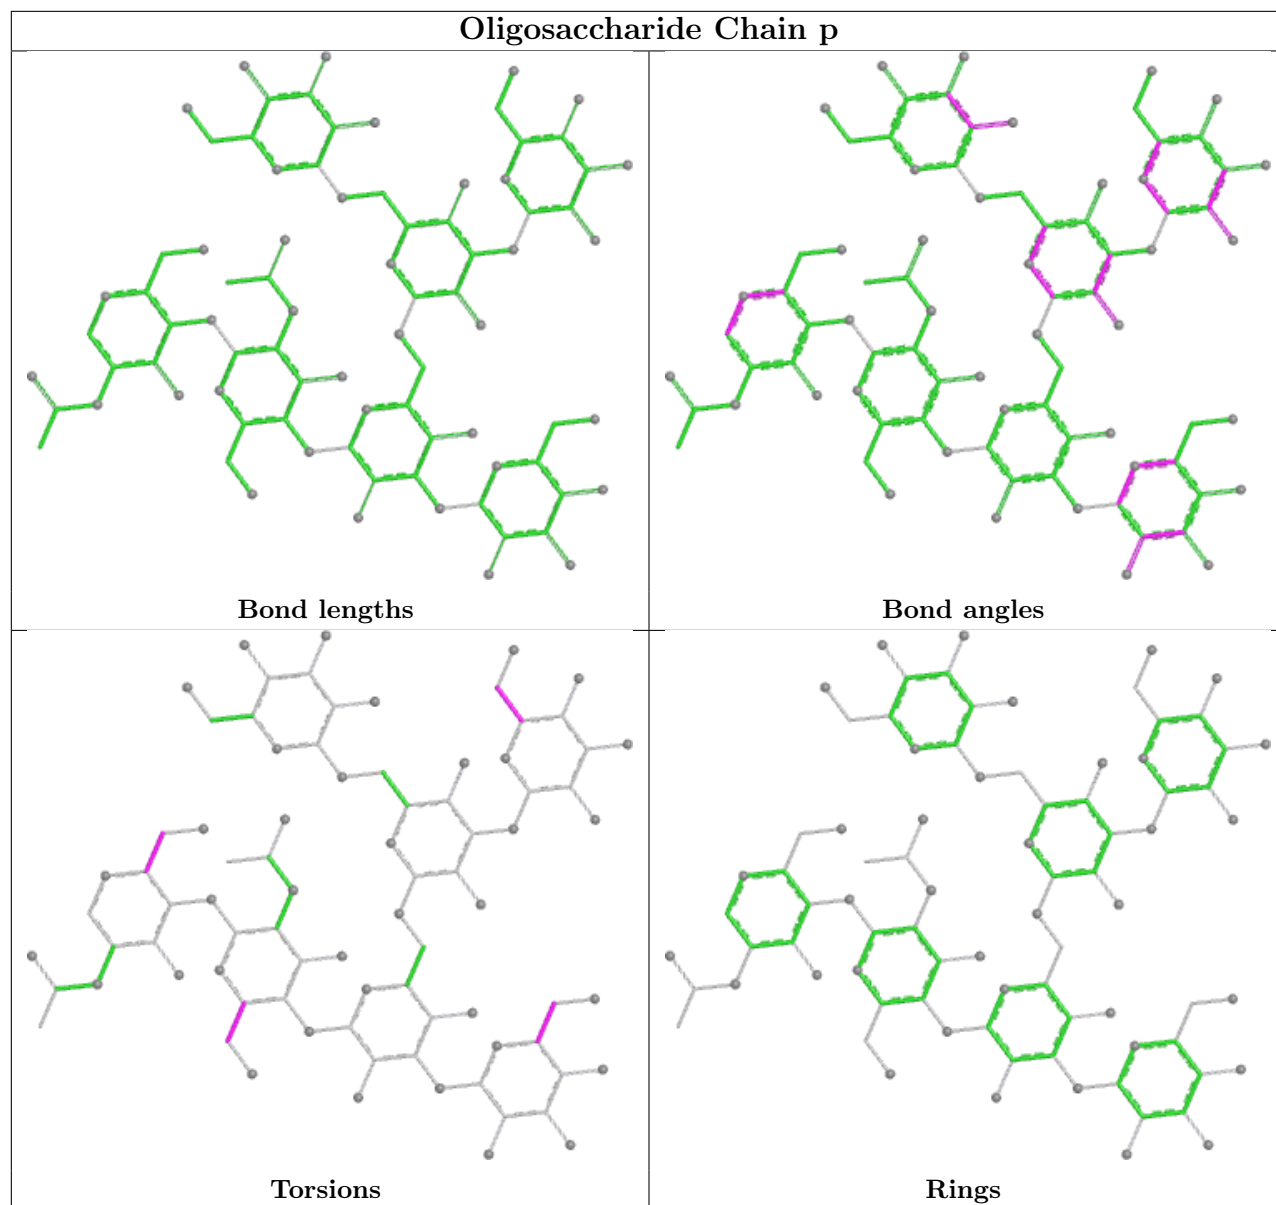 Oligosaccharide Chain p
Bond lengths
Bond angles
Torsions
Rings